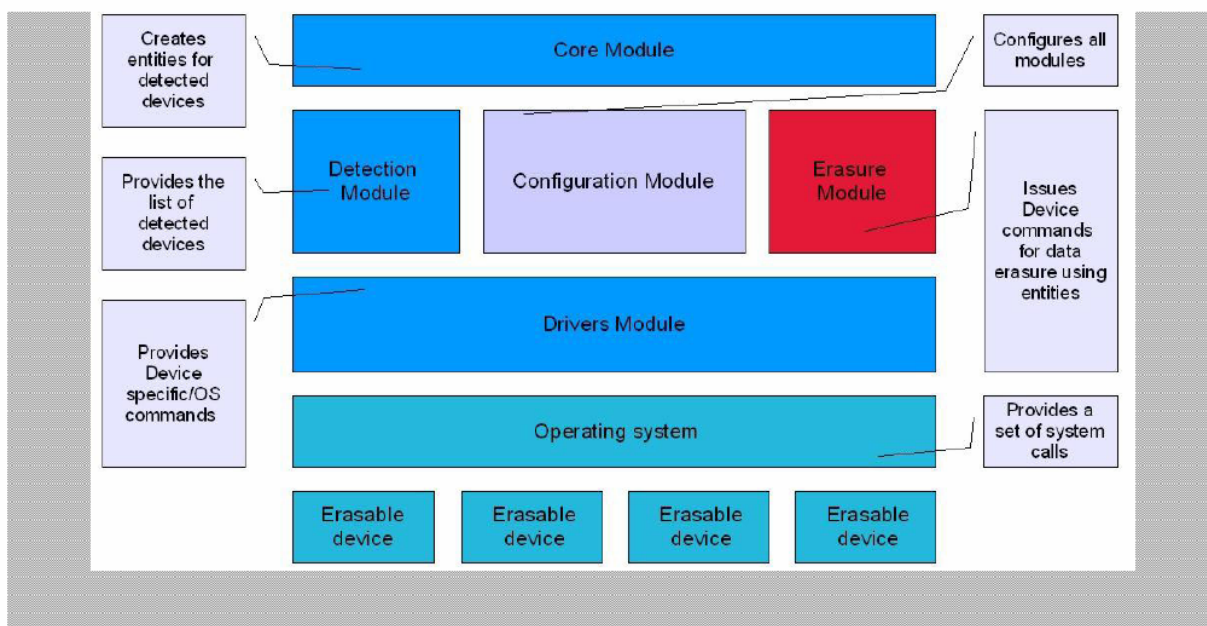 Creates
entities for
detected
devices
Core Module
Configures all
modules
Detection
Module
Configuration Module
Erasure
Module
Provides the
list of
detected
devices
Issues
Device
commands
for data
erasure using
entities
Drivers Module
Provides
Device
specific/OS
commands
Operating system
Provides a
set of system
calls
Erasable
device
Erasable
device
Erasable
device
Erasable
device